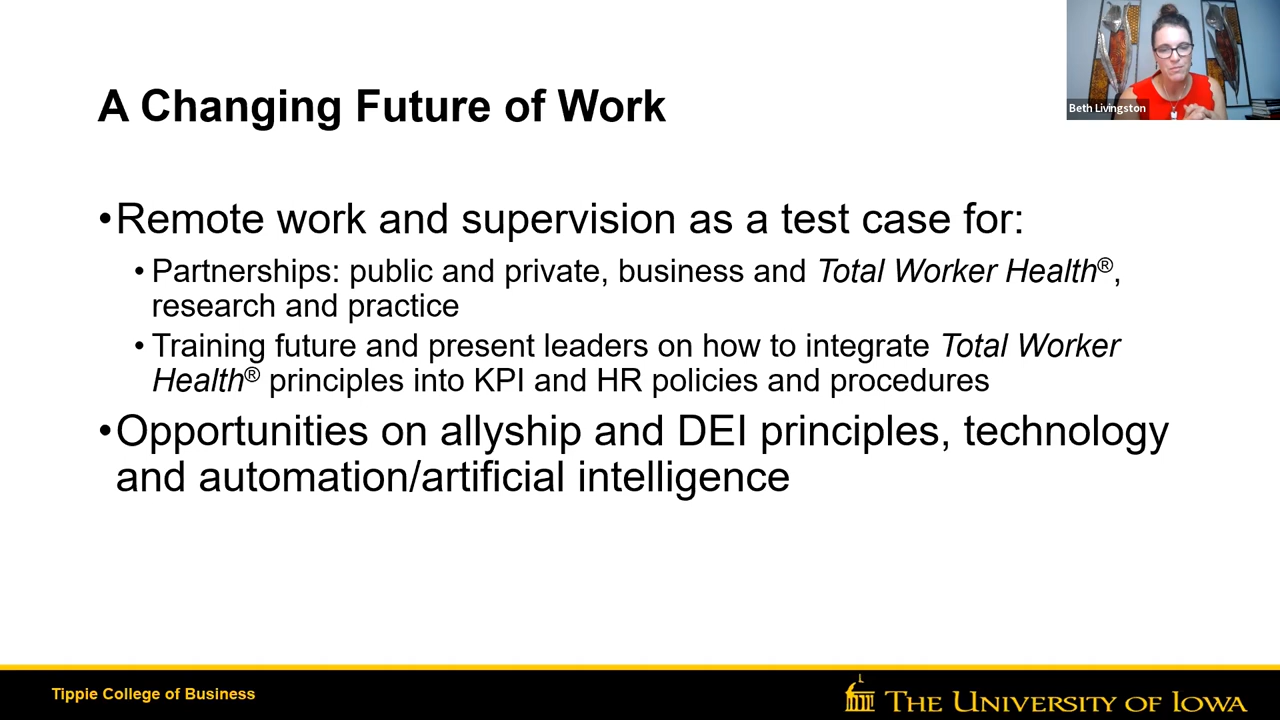 Beth Livingston
A Changing Future of Work
•Remote work and supervision as a test case for:
•Partnerships: public and private, business and Total Worker Health®,
research and practice
•Training future and present leaders on how to integrate Total Worker
Health® principles into KPI and HR policies and procedures
•Opportunities on allyship and DEI principles, technology
and automation/artificial intelligence
Tippie College of Business
THE UNIVERSITY OF IOWA